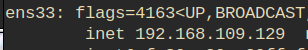 ens33: flags=4163<UP,BROADCAST,
inet 192.168.109.129